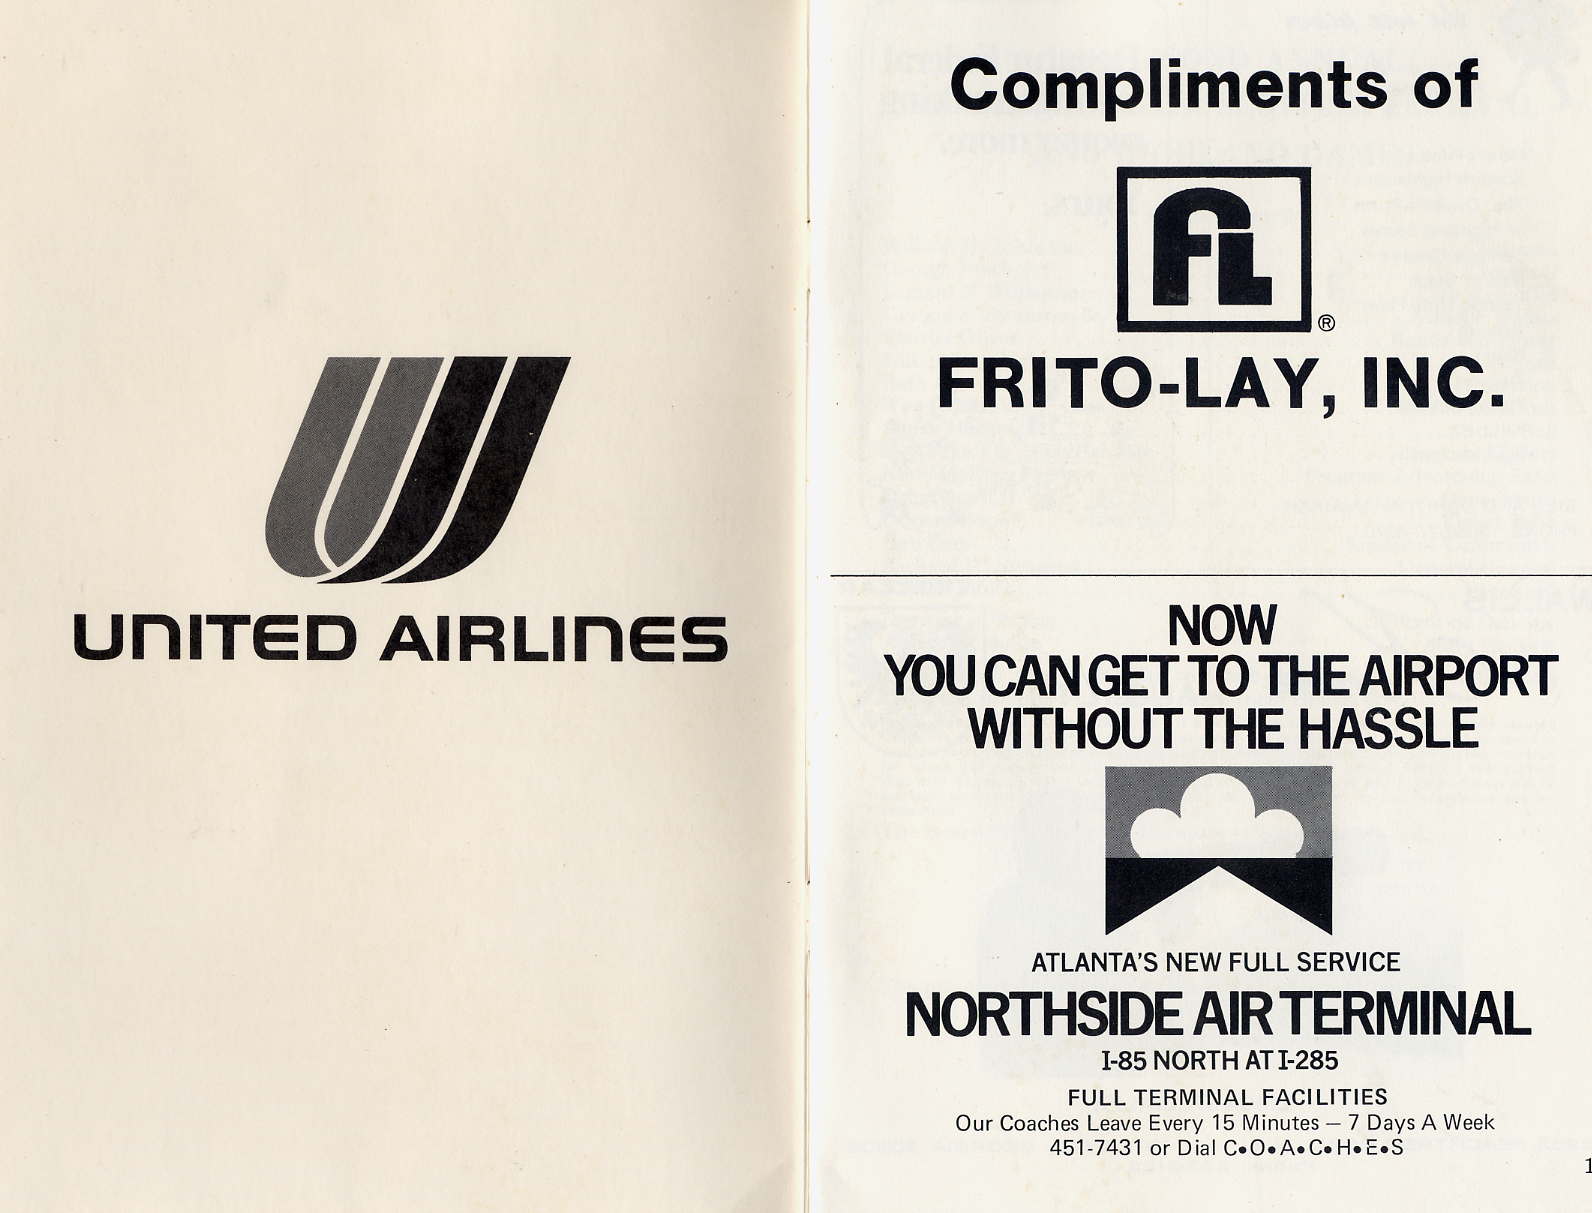 UNITED AIRLINES
Compliments of
FL
®
FRITO-LAY, INC.
NOW
YOU CAN GET TO THE AIRPORT
WITHOUT THE HASSLE
ATLANTA'S NEW FULL SERVICE
NORTHSIDE AIR TERMINAL
I-85 NORTH AT I-285
FULL TERMINAL FACILITIES
Our Coaches Leave Every 15 Minutes — 7 Days A Week
451-7431 or Dial C•O•A•C•H•E•S